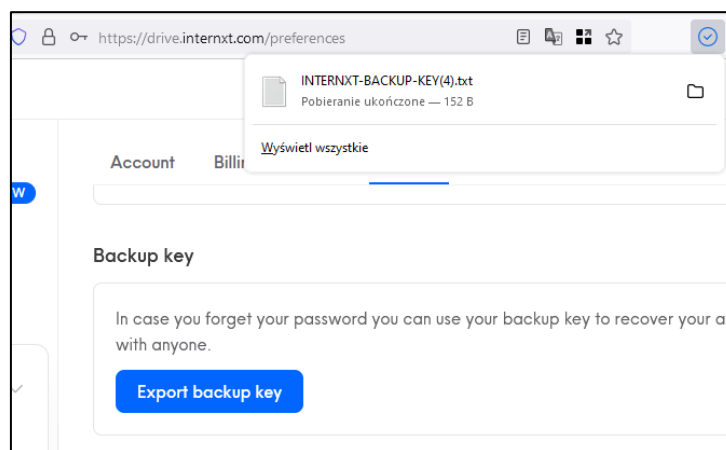 https://drive.internxt.com/preferences
INTERNXT-BACKUP-KEY(4).txt
Pobieranie ukończone — 152 B
Wyświetl wszystkie
Account
Backup key
In case you forget your password you can use your backup key to recover your a
with anyone.
Export backup key